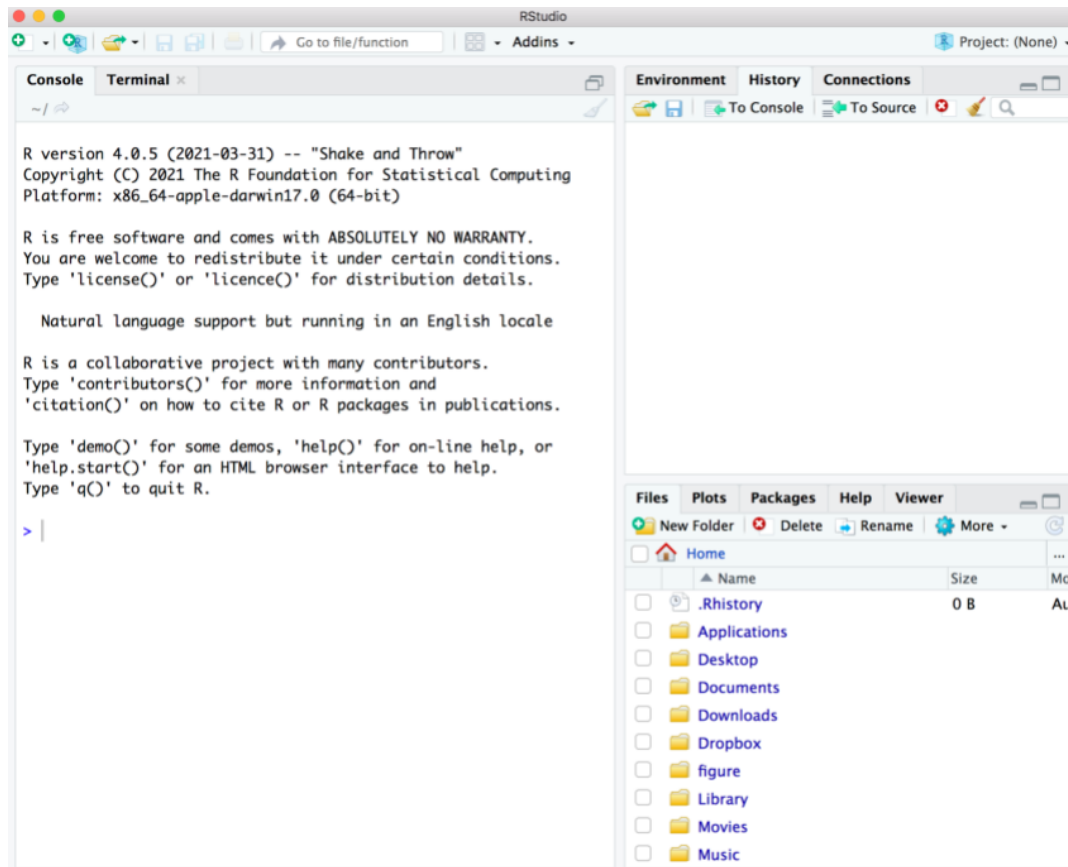 RStudio
Go to file/function
Addins
Project: (None)
Console Terminal
~/
R version 4.0.5 (2021-03-31) -- "Shake and Throw"
Copyright (C) 2021 The R Foundation for Statistical Computing
Platform: x86_64-apple-darwin17.0 (64-bit)
R is free software and comes with ABSOLUTELY NO WARRANTY.
You are welcome to redistribute it under certain conditions.
Type 'license()' or 'licence()' for distribution details.
Natural language support but running in an English locale
R is a collaborative project with many contributors.
Type 'contributors()' for more information and
'citation()' on how to cite R or R packages in publications.
Type 'demo()' for some demos, 'help()' for on-line help, or
'help.start()' for an HTML browser interface to help.
Type 'q()' to quit R.
>
Environment History Connections
To Console To Source
Files Plots Packages Help Viewer
New Folder Delete Rename More
Home ...
Name Size Mo
.Rhistory 0 B Au
Applications
Desktop
Documents
Downloads
Dropbox
figure
Library
Movies
Music